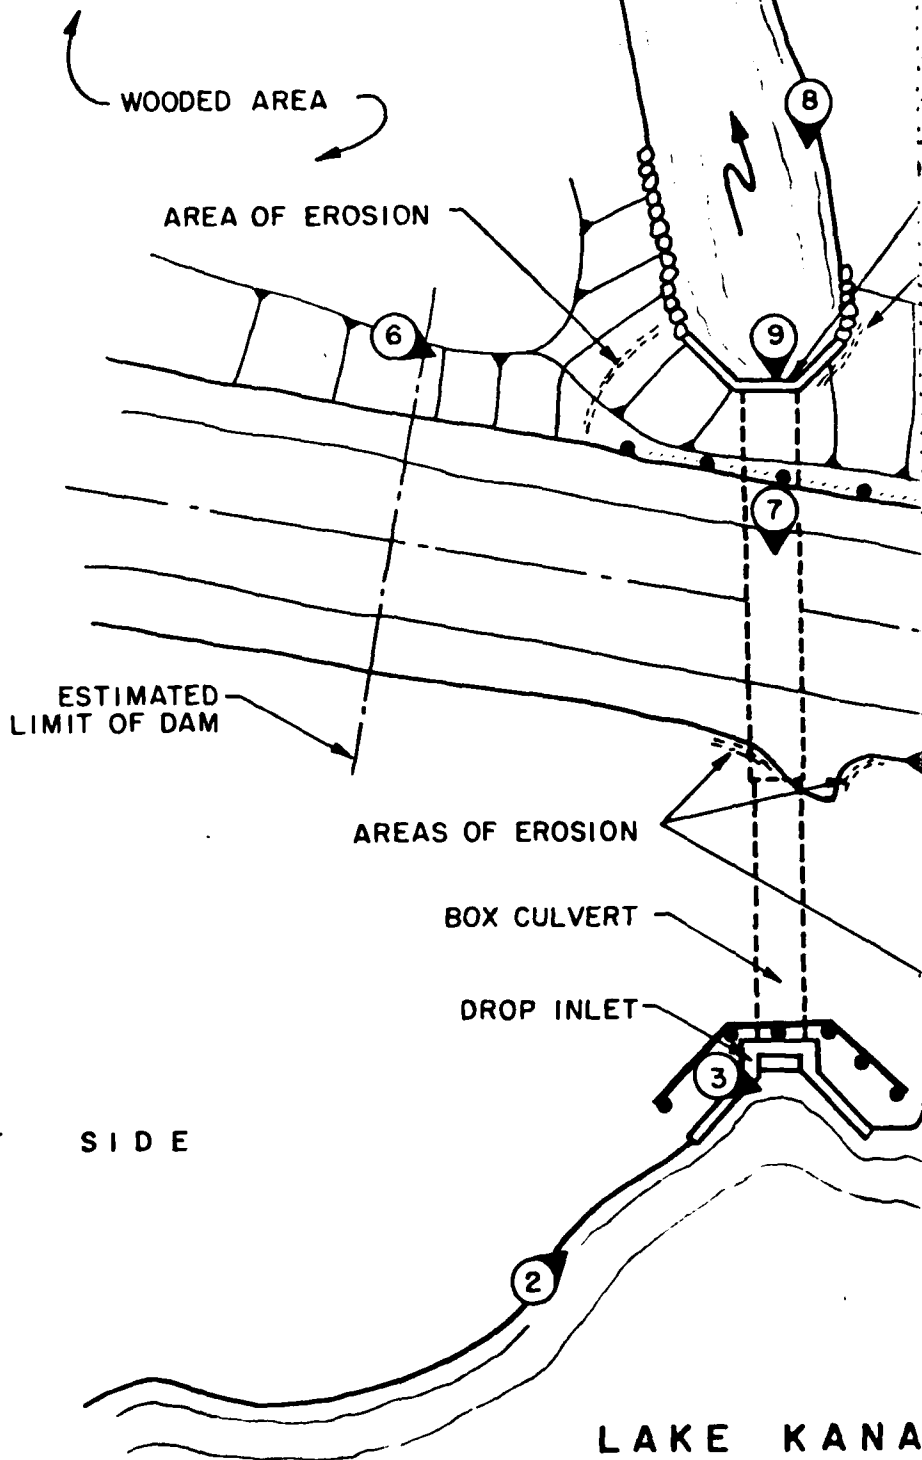 WOODED AREA
8
AREA OF EROSION
6
9
7
ESTIMATED
LIMIT OF DAM
AREAS OF EROSION
BOX CULVERT
DROP INLET
3
SIDE
2
LAKE KANA